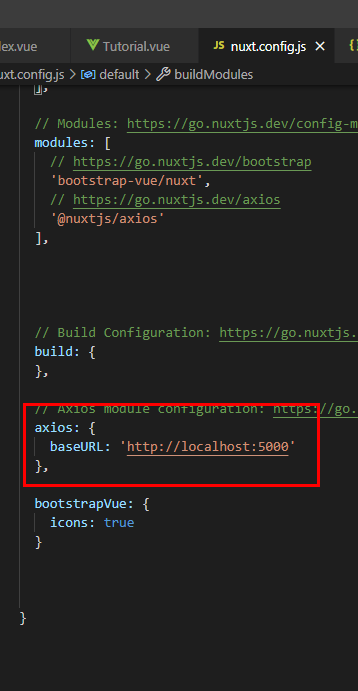 dex.vue Tutorial.vue JS nuxt.config.js
uxt.config.js > default > buildModules
],
// Modules: https://go.nuxtjs.dev/config-m
modules: [
// https://go.nuxtjs.dev/bootstrap
'bootstrap-vue/nuxt',
// https://go.nuxtjs.dev/axios
'@nuxtjs/axios'
],
// Build Configuration: https://go.nuxtjs.
build: {
},
// Axios module configuration: https://go.
axios: {
baseURL: 'http://localhost:5000'
},
bootstrapVue: {
icons: true
}
}